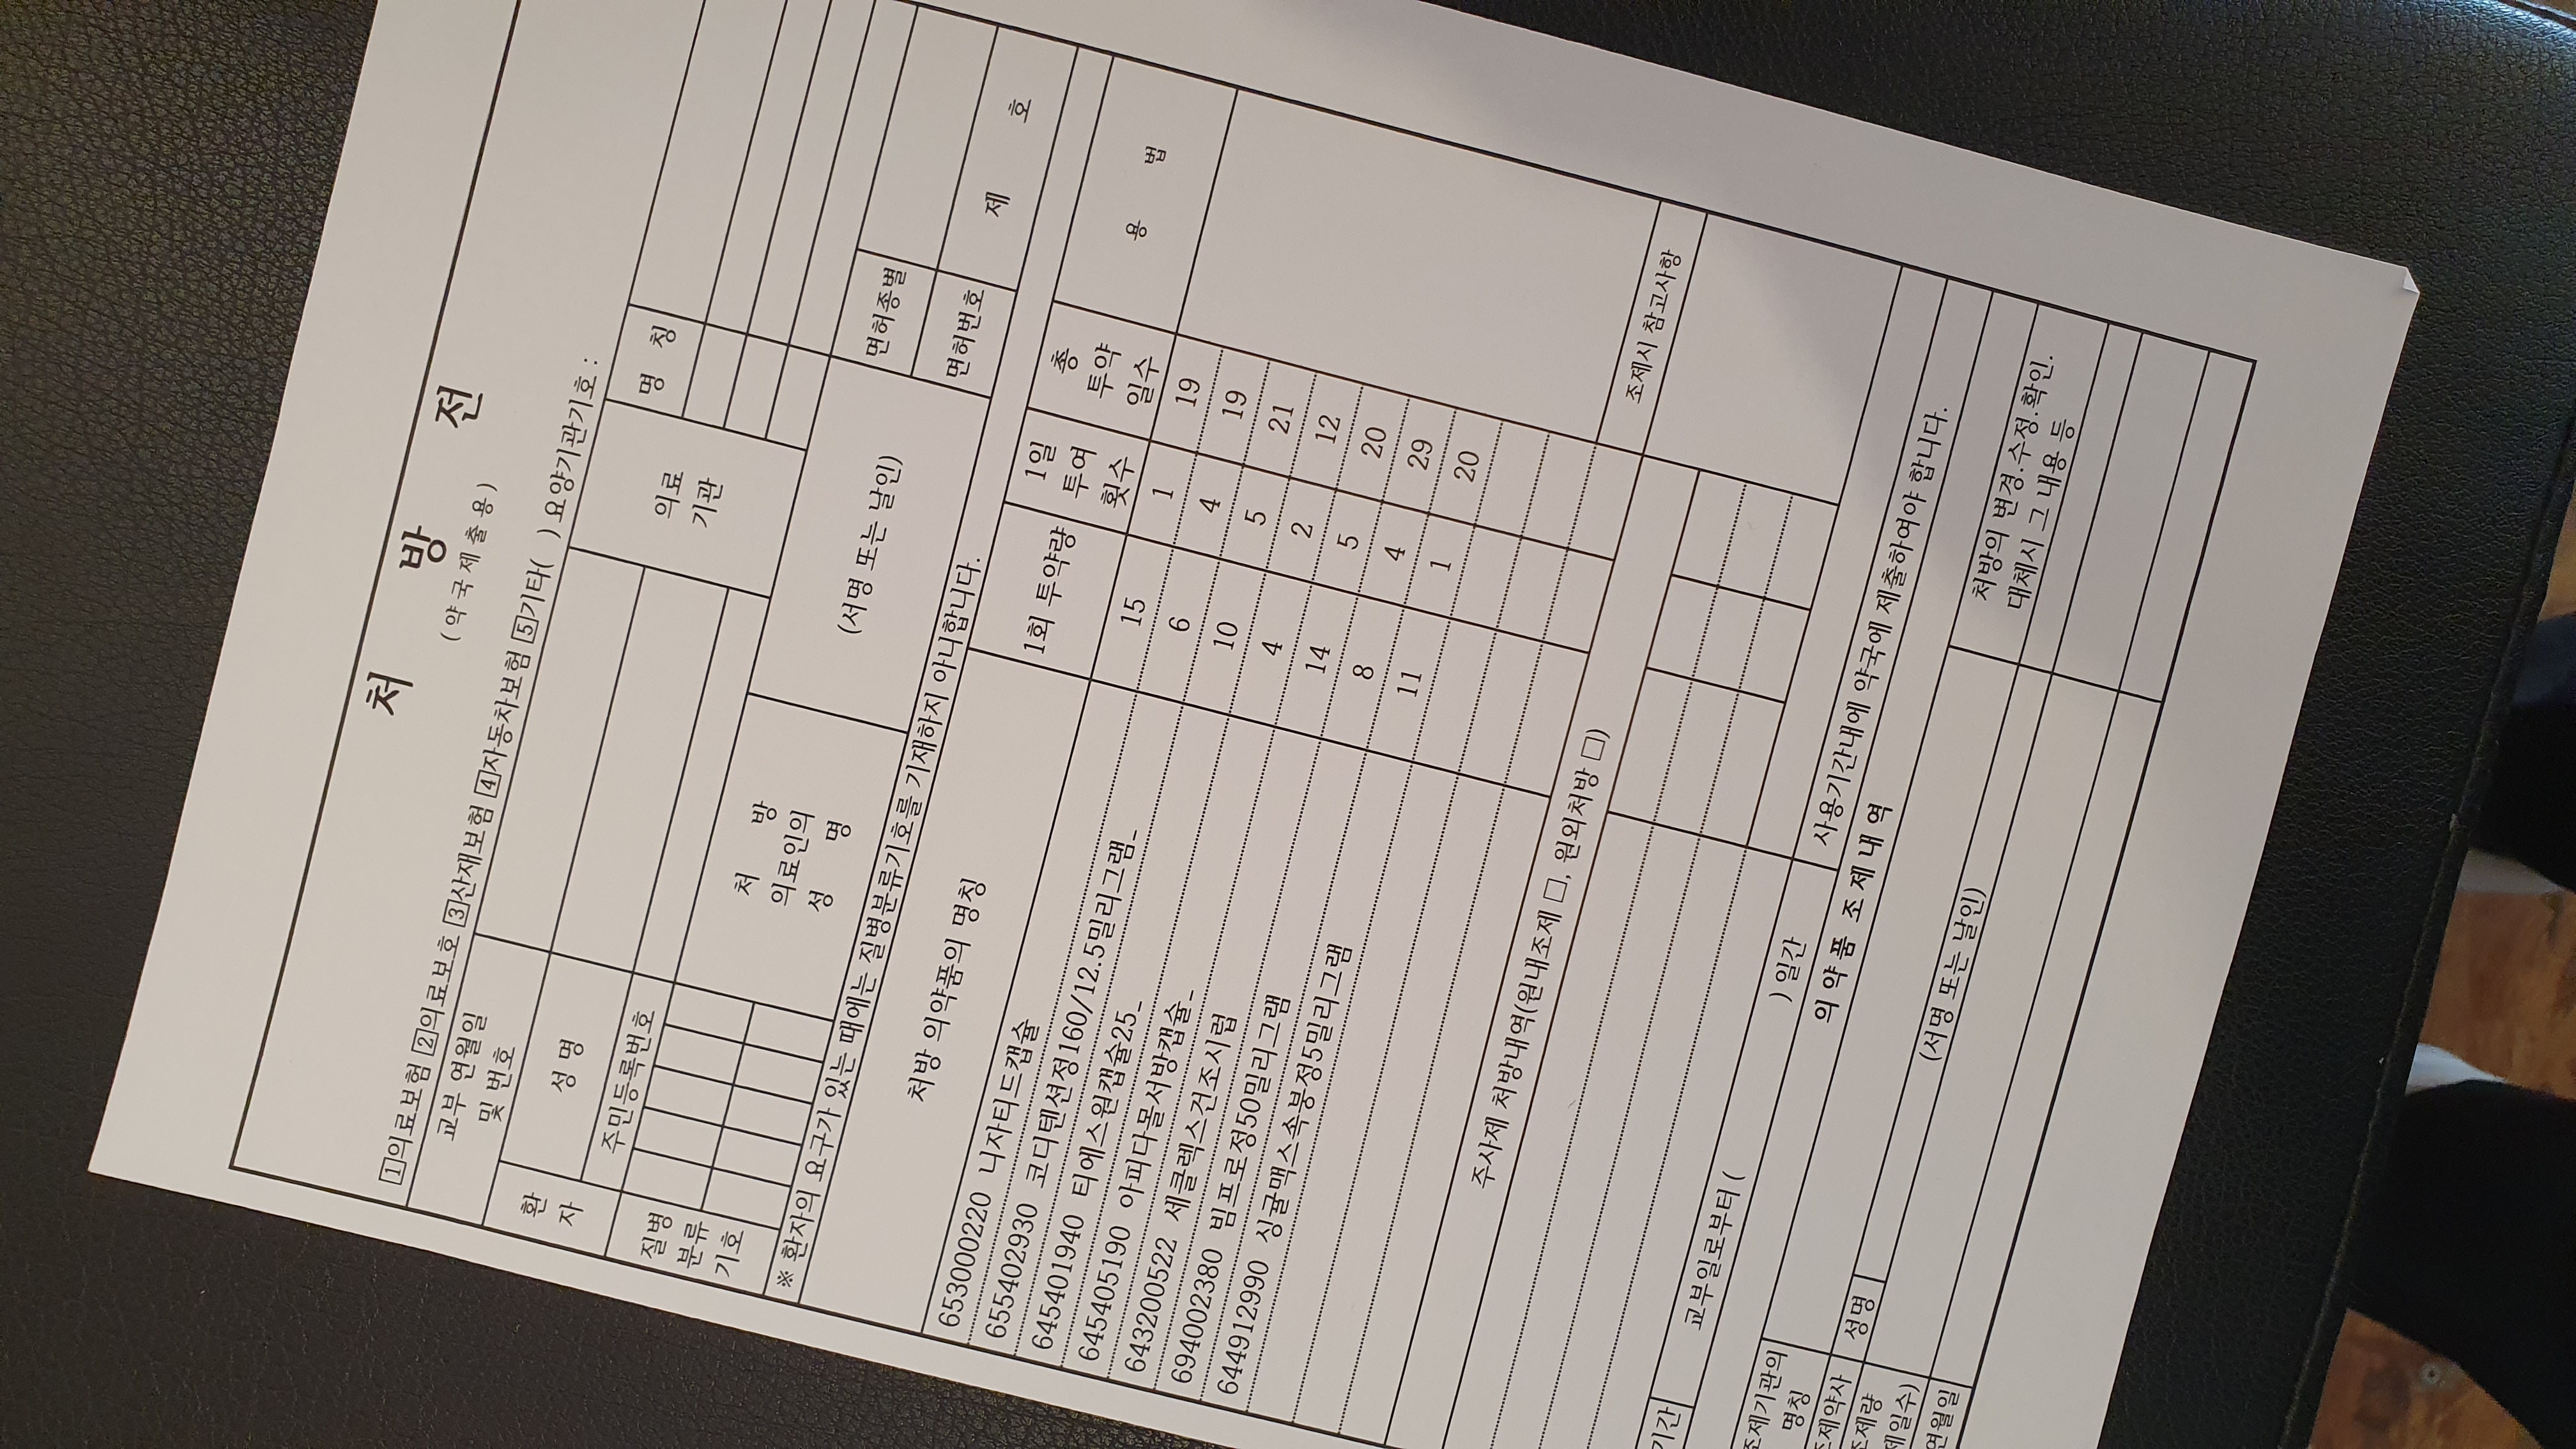 처 방 전
(약국제출용)
1의료보험 2의료보호 3산재보험 4자동차보험 5기타( ) 요양기관기호 :
교부 연월일
및 번호
환
자
성 명
주민등록번호
의료
기관
명 칭
질병
분류
기호
처 방
의료인의
성 명
(서명 또는 날인)
면허종별
면허번호
제 호
※ 환자의 요구가 있는 때에는 질병분류기호를 기재하지 아니합니다.
처방 의약품의 명칭
1회 투약량
1일
투여
횟수
총
투약
일수
용 법
653000220 니자티드캡슐 15 1 19
655402930 코디텐션정160/12.5밀리그램_ 6 4 19
645401940 티에스원캡슐25_ 10 5 21
645405190 아피다몰서방캡슐_ 4 2 12
643200522 세클렉스건조시럽 14 5 20
694002380 빔프로정50밀리그램 8 4 29
644912990 싱귤맥스속붕정5밀리그램 11 1 20
주사제 처방내역(원내조제 □, 원외처방 □)
조제시 참고사항
기간
교부일로부터 ( ) 일간
사용기간내에 약국에 제출하여야 합니다.
의약품 조제내역
조제기관의
명칭
처방의 변경.수정.확인.
대체시 그 내용 등
조제약사
성명
(서명 또는 날인)
조제량
제일수)
연월일